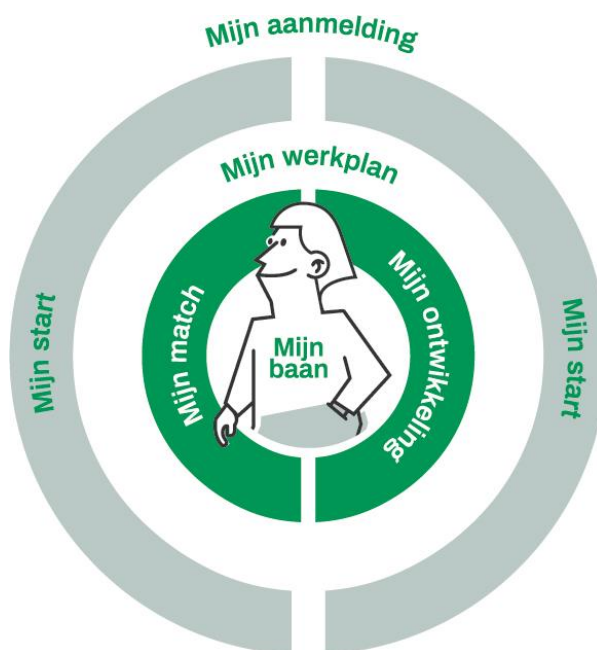 Mijn aanmelding
Mijn werkplan
Mijn start
Mijn match
Mijn
baan
Mijn ontwikkeling
Mijn start